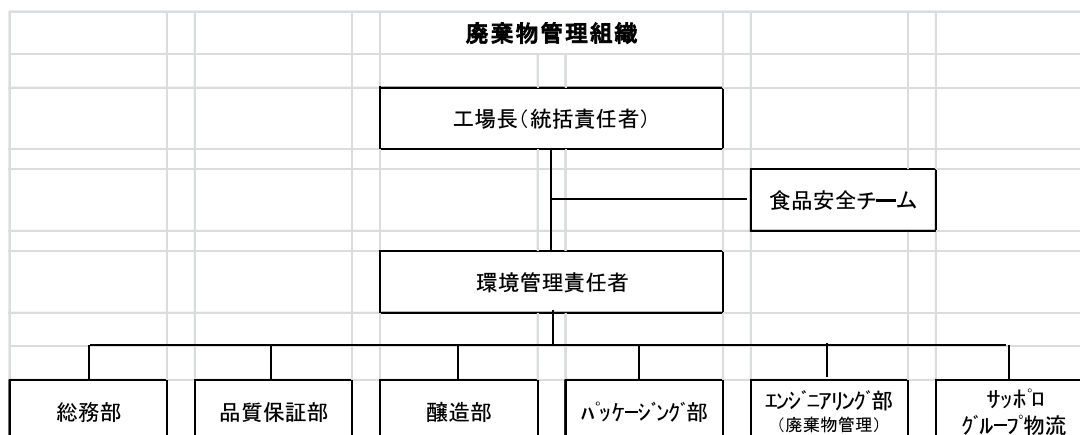 廃棄物管理組織
工場長（統括責任者）
食品安全チーム
環境管理責任者
総務部
品質保証部
醸造部
ﾊﾟｯｹｰｼﾞﾝｸﾞ部
ｴﾝｼﾞﾆｱﾘﾝｸﾞ部
（廃棄物管理）
ｻｯﾎﾟﾛ
ｸﾞﾙｰﾌﾟ物流